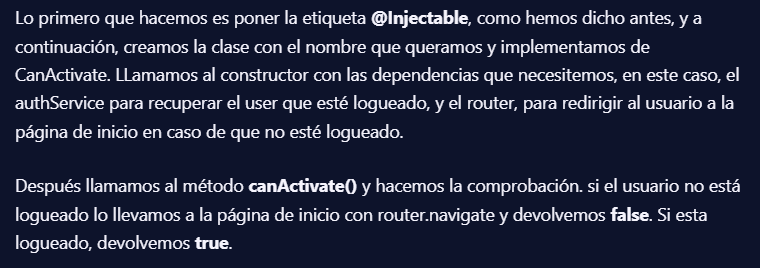 Lo primero que hacemos es poner la etiqueta @Injectable, como hemos dicho antes, y a
continuación, creamos la clase con el nombre que queramos y implementamos de
CanActivate. LLamamos al constructor con las dependencias que necesitemos, en este caso, el
authService para recuperar el user que esté logueado, y el router, para redirigir al usuario a la
página de inicio en caso de que no esté logueado.
Después llamamos al método canActivate() y hacemos la comprobación. si el usuario no está
logueado lo llevamos a la página de inicio con router.navigate y devolvemos false. Si esta
logueado, devolvemos true.